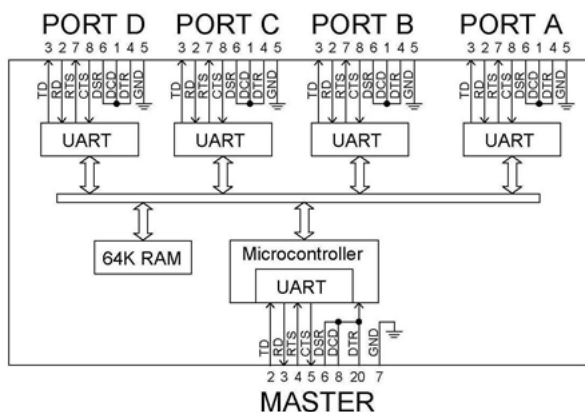 PORT D PORT C PORT B PORT A
3 2 7 8 6 1 4 5 3 2 7 8 6 1 4 5 3 2 7 8 6 1 4 5 3 2 7 8 6 1 4 5
TD RD RTS CTS DSR DCD DTR GND TD RD RTS CTS DSR DCD DTR GND TD RD RTS CTS DSR DCD DTR GND TD RD RTS CTS DSR DCD DTR GND
UART UART UART UART
64K RAM
Microcontroller
UART
TD RD RTS CTS DSR DCD DTR GND
2 3 4 5 6 8 20 7
MASTER